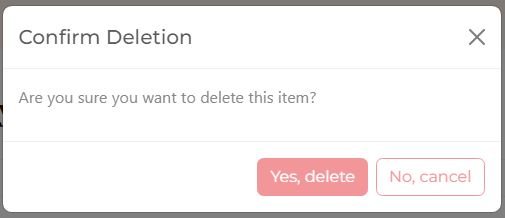 Confirm Deletion
Are you sure you want to delete this item?
Yes, delete
No, cancel